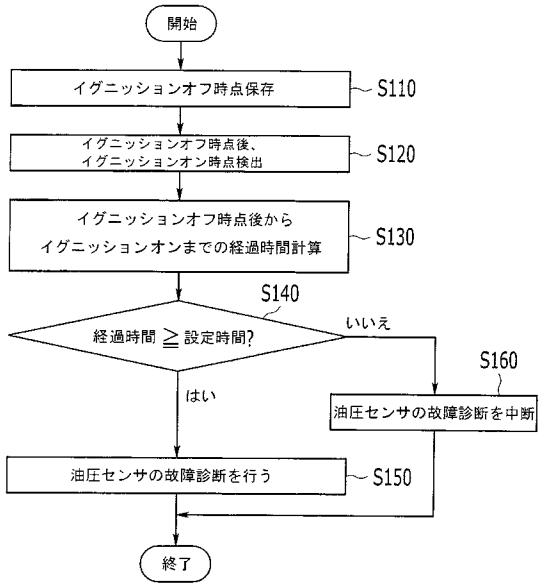 開始
イグニッションオフ時点保存
S110
イグニッションオフ時点後、
イグニッションオン時点検出
S120
イグニッションオフ時点後から
イグニッションオンまでの経過時間計算
S130
S140
経過時間 ≧ 設定時間?
いいえ
はい
S160
油圧センサの故障診断を中断
油圧センサの故障診断を行う
S150
終了